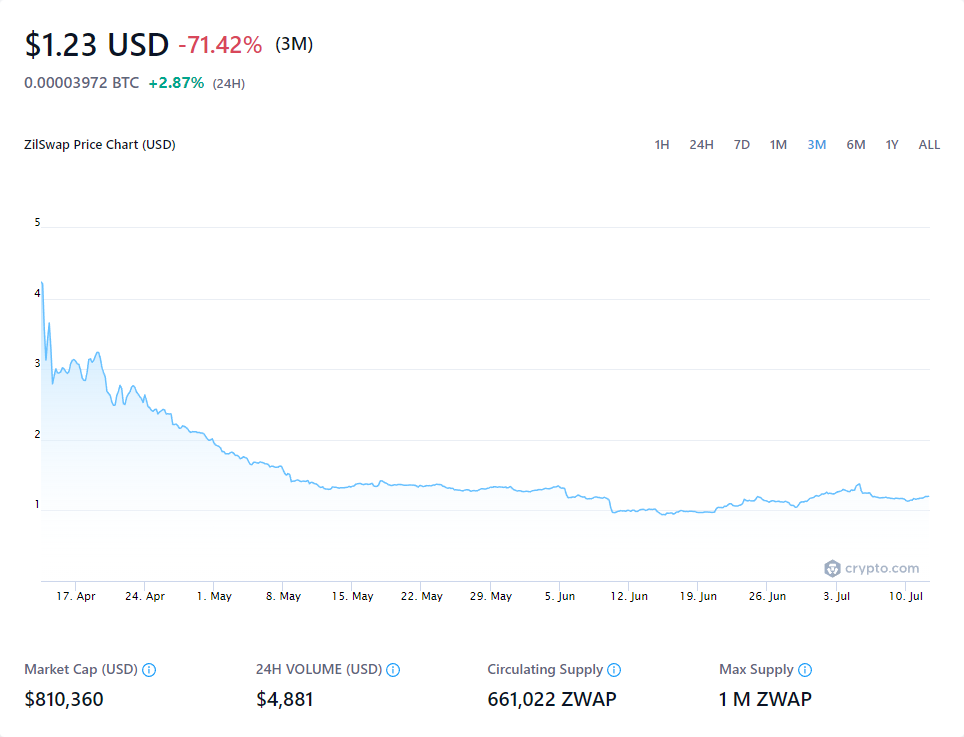 $1.23 USD -71.42% (3M)
0.00003972 BTC +2.87% (24H)
ZilSwap Price Chart (USD) 1H 24H 7D 1M 3M 6M 1Y ALL
5
4
3
2
1
crypto.com
17. Apr 24. Apr 1. May 8. May 15. May 22. May 29. May 5. Jun 12. Jun 19. Jun 26. Jun 3. Jul 10. Jul
Market Cap (USD) 24H VOLUME (USD) Circulating Supply Max Supply
$810,360 $4,881 661,022 ZWAP 1 M ZWAP